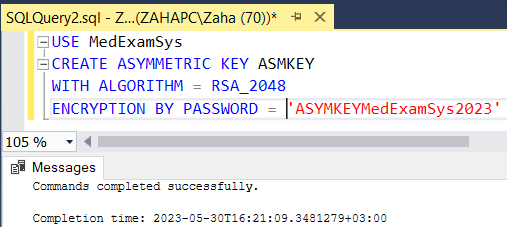 SQLQuery2.sql - Z...(ZAHAPC\Zaha (70))*
USE MedExamSys
CREATE ASYMMETRIC KEY ASMKEY
WITH ALGORITHM = RSA_2048
ENCRYPTION BY PASSWORD = 'ASYMKEYMedExamSys2023'
105 %
Messages
Commands completed successfully.
Completion time: 2023-05-30T16:21:09.3481279+03:00